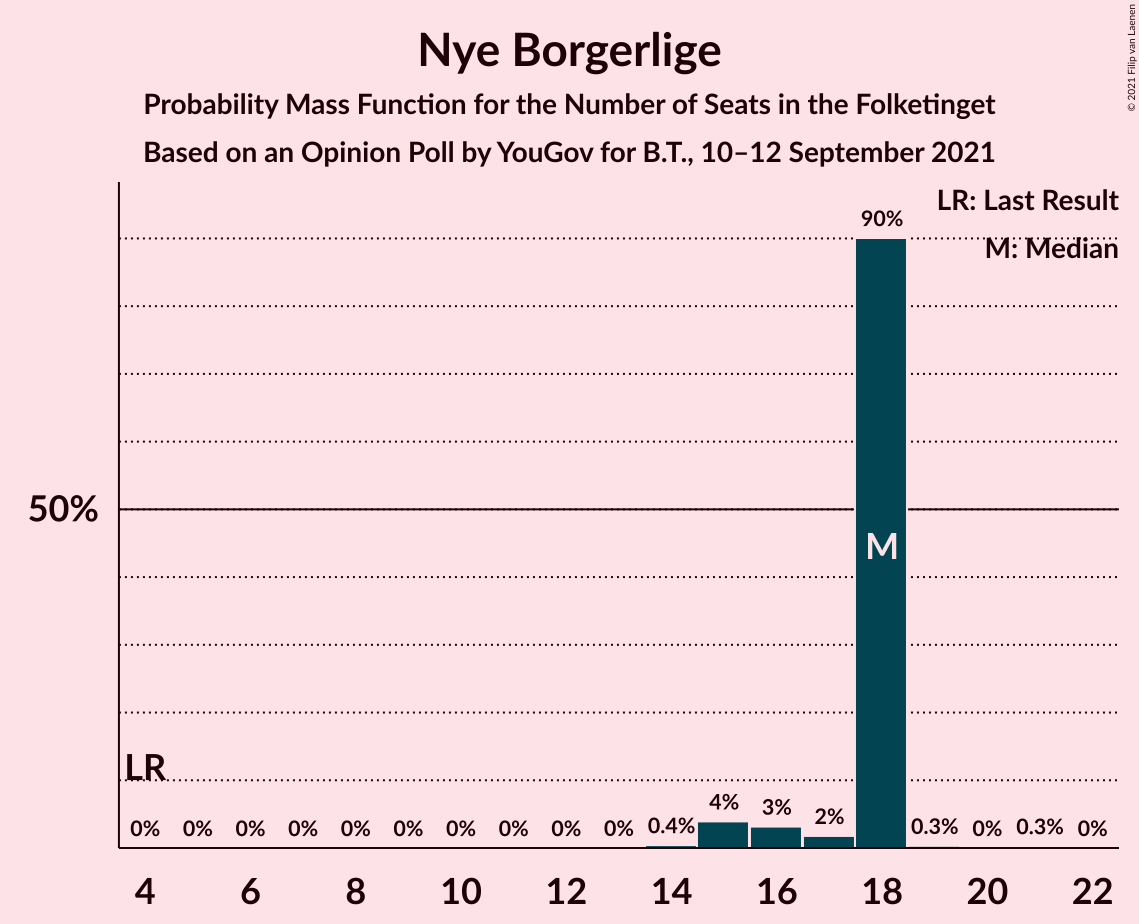 Nye Borgerlige
Probability Mass Function for the Number of Seats in the Folketinget
Based on an Opinion Poll by YouGov for B.T., 10–12 September 2021
© 2021 Filip van Laenen
LR: Last Result
M: Median
90%
50%
M
LR
0% 0% 0% 0% 0% 0% 0% 0% 0% 0% 0.4% 4% 3% 2% 0.3% 0% 0.3% 0%
4 6 8 10 12 14 16 18 20 22